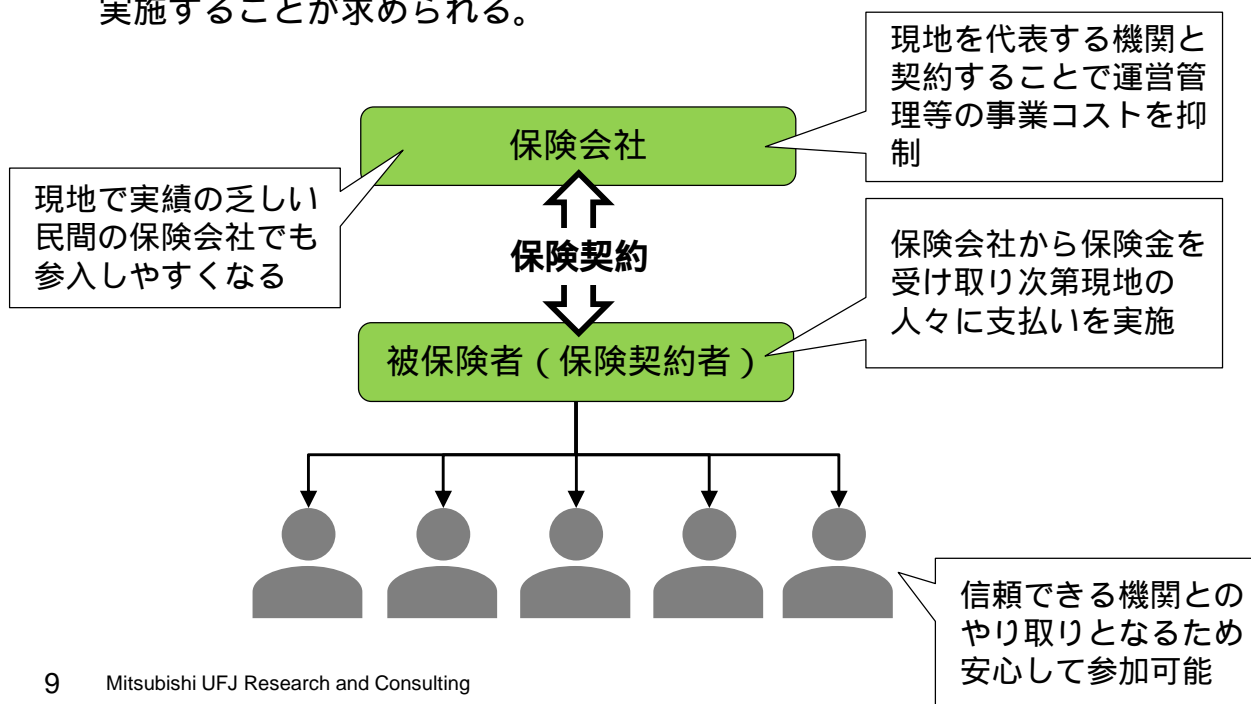 実施することが求められる。
現地を代表する機関と
契約することで運営管
理等の事業コストを抑
制
保険会社
現地で実績の乏しい
民間の保険会社でも
参入しやすくなる
保険契約
保険会社から保険金を
受け取り次第現地の
人々に支払いを実施
被保険者（保険契約者）
信頼できる機関との
やり取りとなるため
安心して参加可能
9 Mitsubishi UFJ Research and Consulting